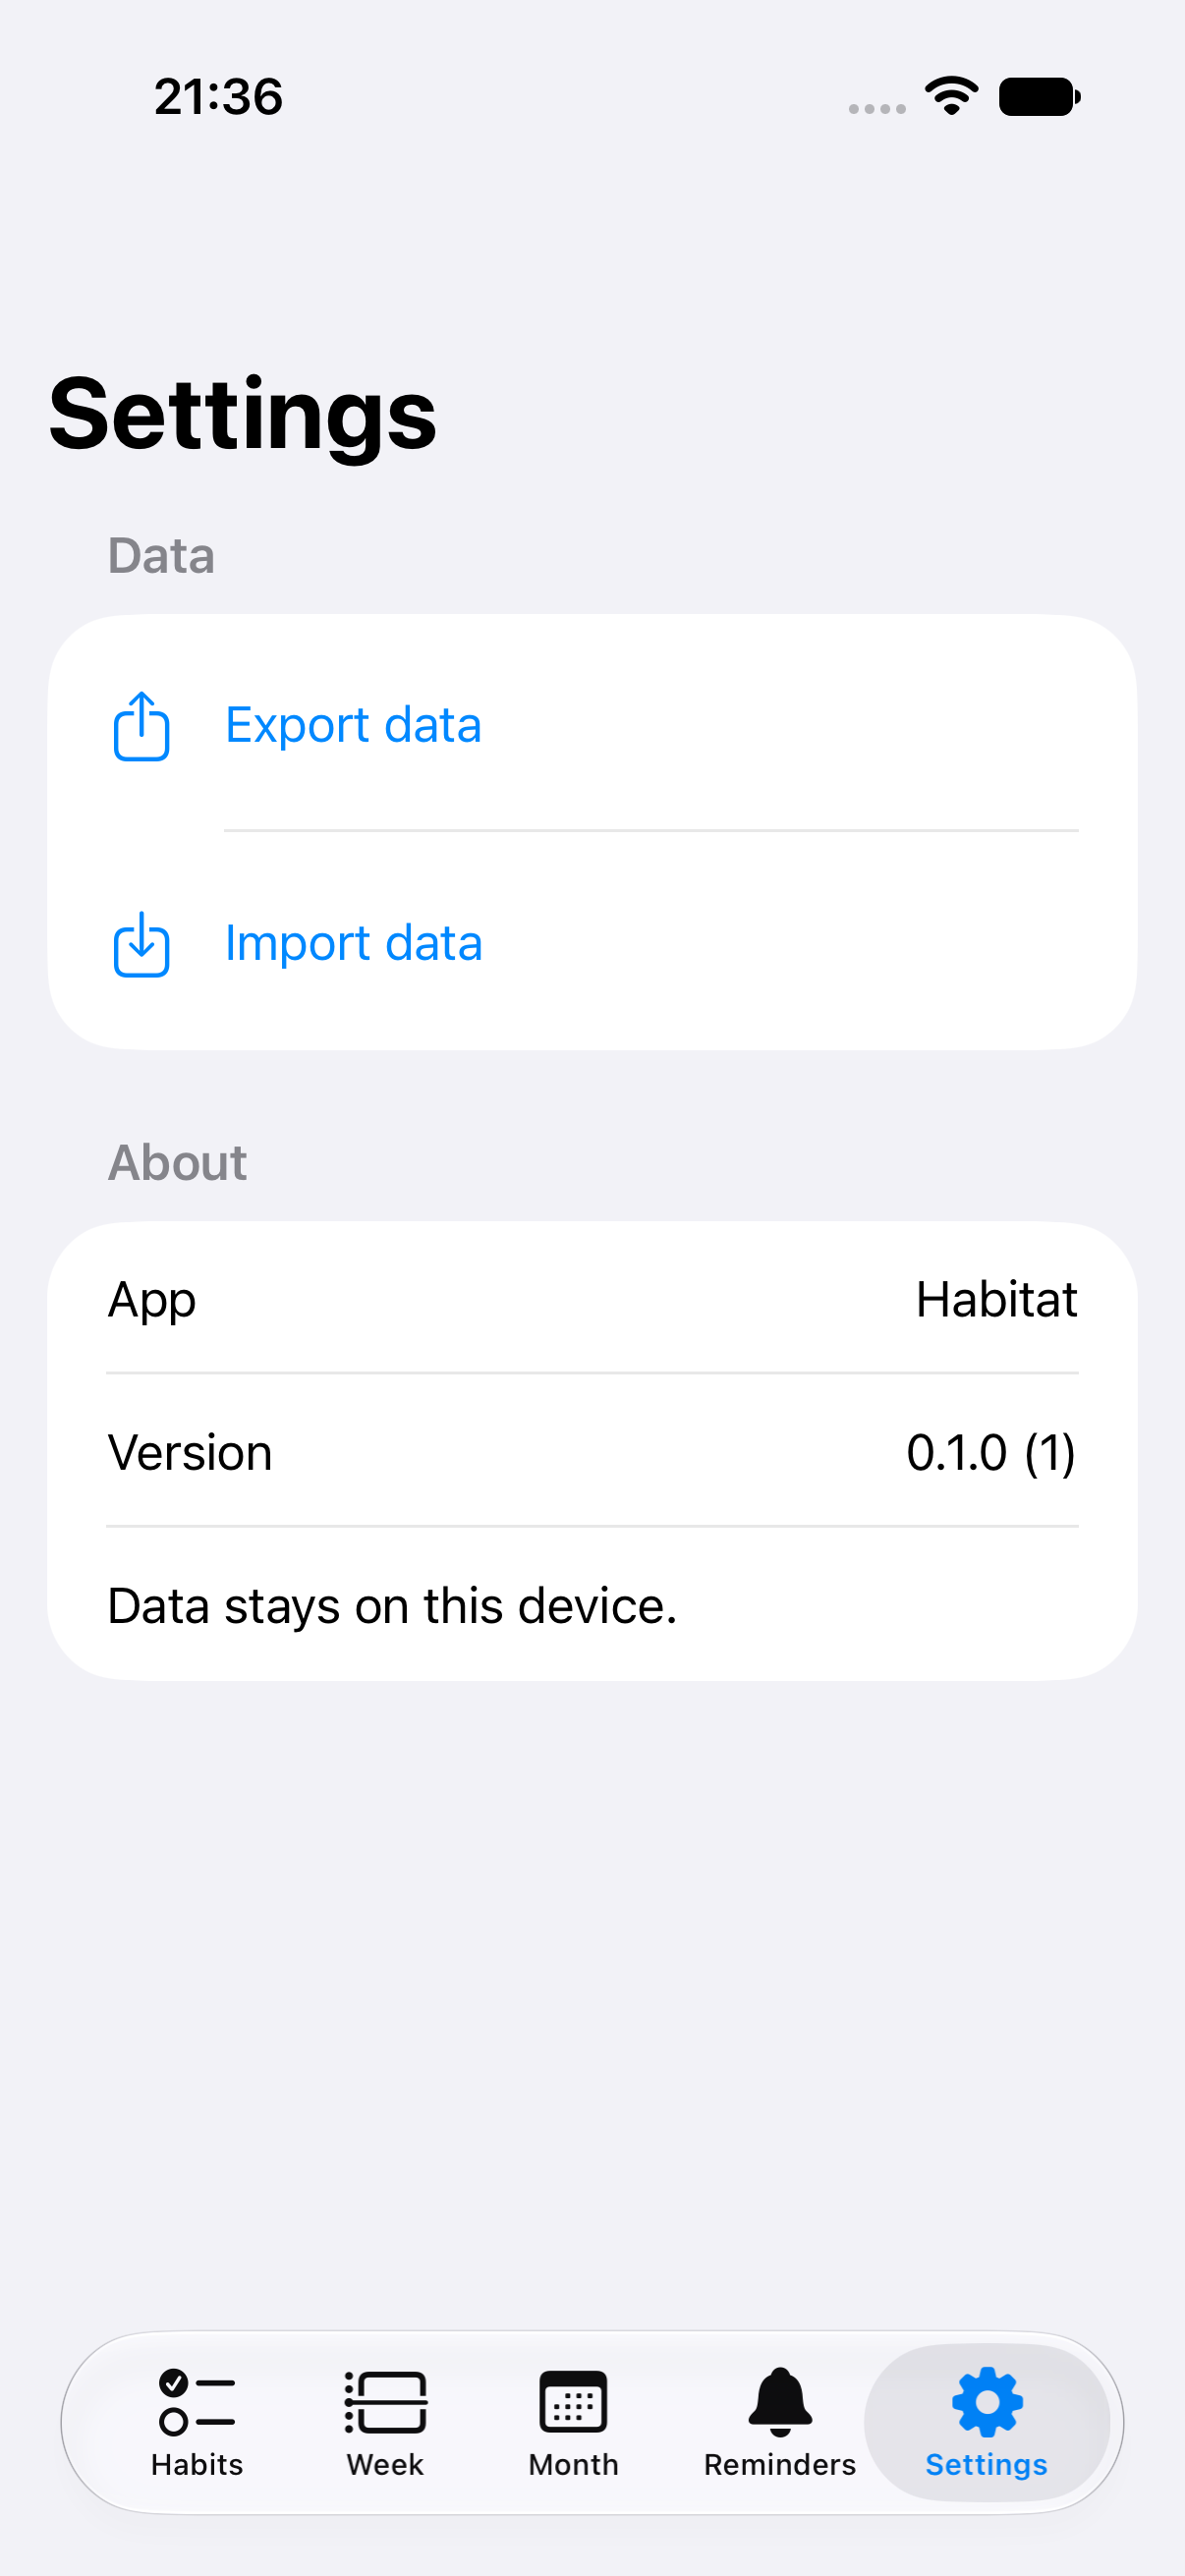 21:36
Settings
Data
Export data
Import data
About
App Habitat
Version 0.1.0 (1)
Data stays on this device.
Habits Week Month Reminders Settings